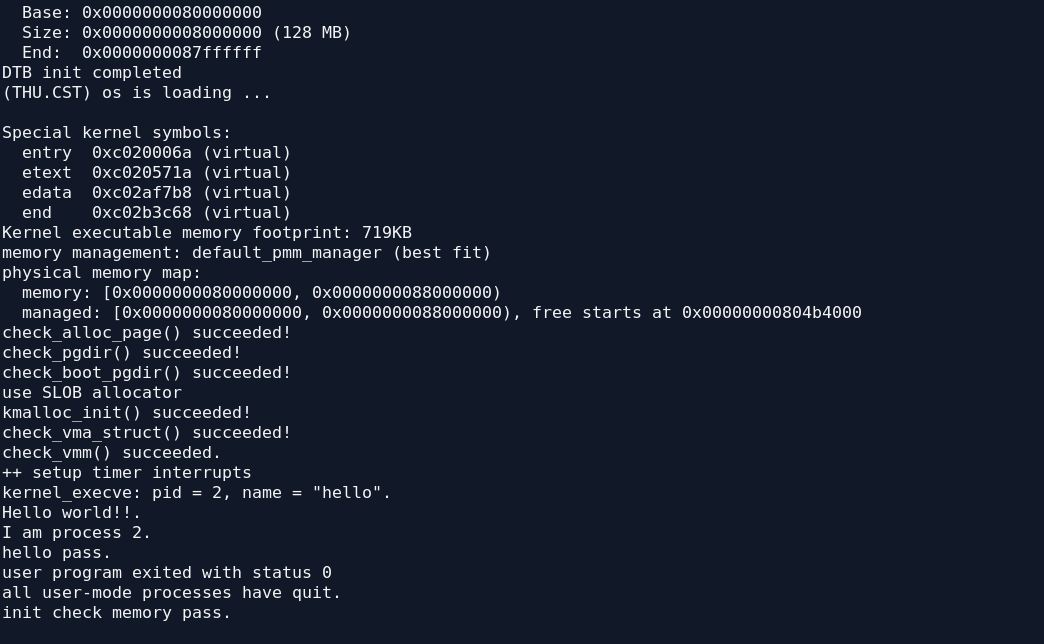 Base: 0x0000000080000000
  Size: 0x0000000008000000 (128 MB)
  End:  0x0000000087ffffff
DTB init completed
(THU.CST) os is loading ...

Special kernel symbols:
  entry  0xc020006a (virtual)
  etext  0xc020571a (virtual)
  edata  0xc02af7b8 (virtual)
  end    0xc02b3c68 (virtual)
Kernel executable memory footprint: 719KB
memory management: default_pmm_manager (best fit)
physical memory map:
  memory: [0x0000000080000000, 0x0000000088000000)
  managed: [0x0000000080000000, 0x0000000088000000), free starts at 0x00000000804b4000
check_alloc_page() succeeded!
check_pgdir() succeeded!
check_boot_pgdir() succeeded!
use SLOB allocator
kmalloc_init() succeeded!
check_vma_struct() succeeded!
check_vmm() succeeded.
++ setup timer interrupts
kernel_execve: pid = 2, name = "hello".
Hello world!!.
I am process 2.
hello pass.
user program exited with status 0
all user-mode processes have quit.
init check memory pass.